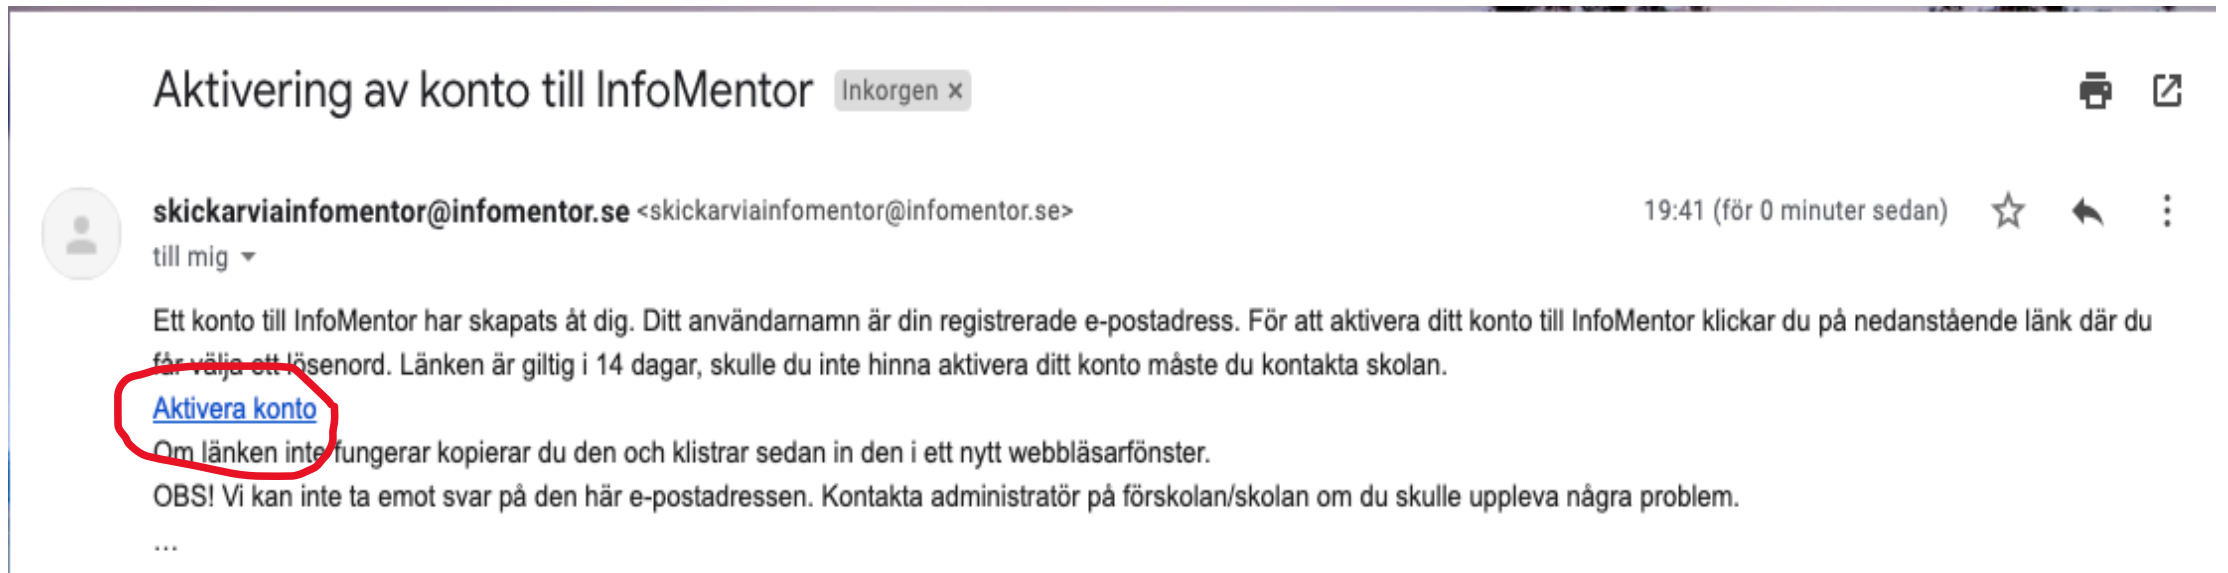 Aktivering av konto till InfoMentor Inkorgen ×
skickarviainfomentor@infomentor.se <skickarviainfomentor@infomentor.se> 19:41 (för 0 minuter sedan)
till mig
Ett konto till InfoMentor har skapats åt dig. Ditt användarnamn är din registrerade e-postadress. För att aktivera ditt konto till InfoMentor klickar du på nedanstående länk där du
får välja ett lösenord. Länken är giltig i 14 dagar, skulle du inte hinna aktivera ditt konto måste du kontakta skolan.
Aktivera konto
Om länken inte fungerar kopierar du den och klistrar sedan in den i ett nytt webbläsarfönster.
OBS! Vi kan inte ta emot svar på den här e-postadressen. Kontakta administratör på förskolan/skolan om du skulle uppleva några problem.
...